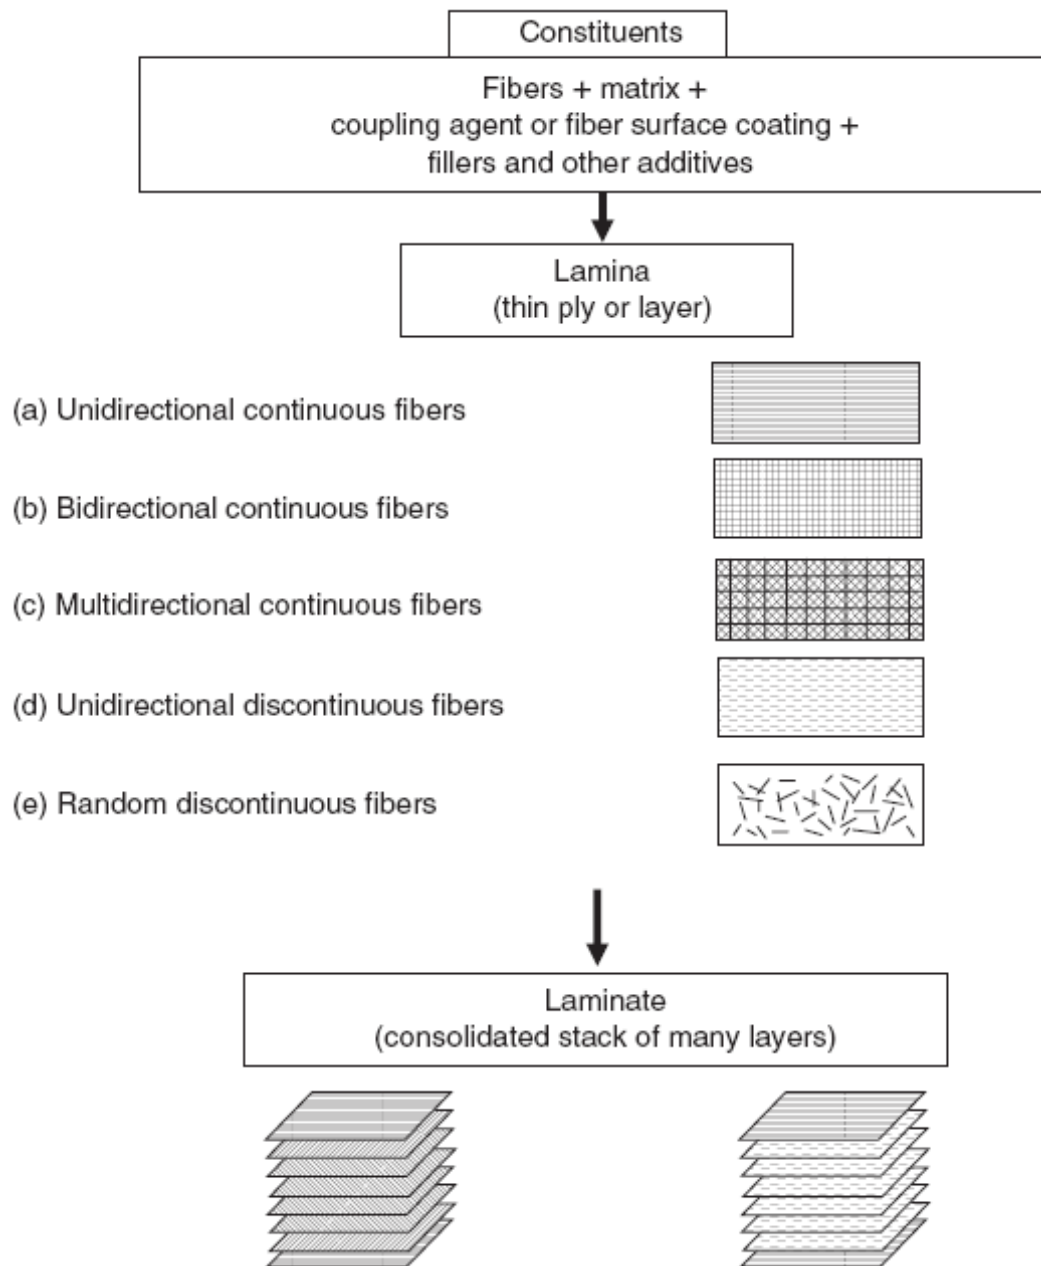 Constituents
Fibers + matrix +
coupling agent or fiber surface coating +
fillers and other additives
Lamina
(thin ply or layer)
(a) Unidirectional continuous fibers
(b) Bidirectional continuous fibers
(c) Multidirectional continuous fibers
(d) Unidirectional discontinuous fibers
(e) Random discontinuous fibers
Laminate
(consolidated stack of many layers)